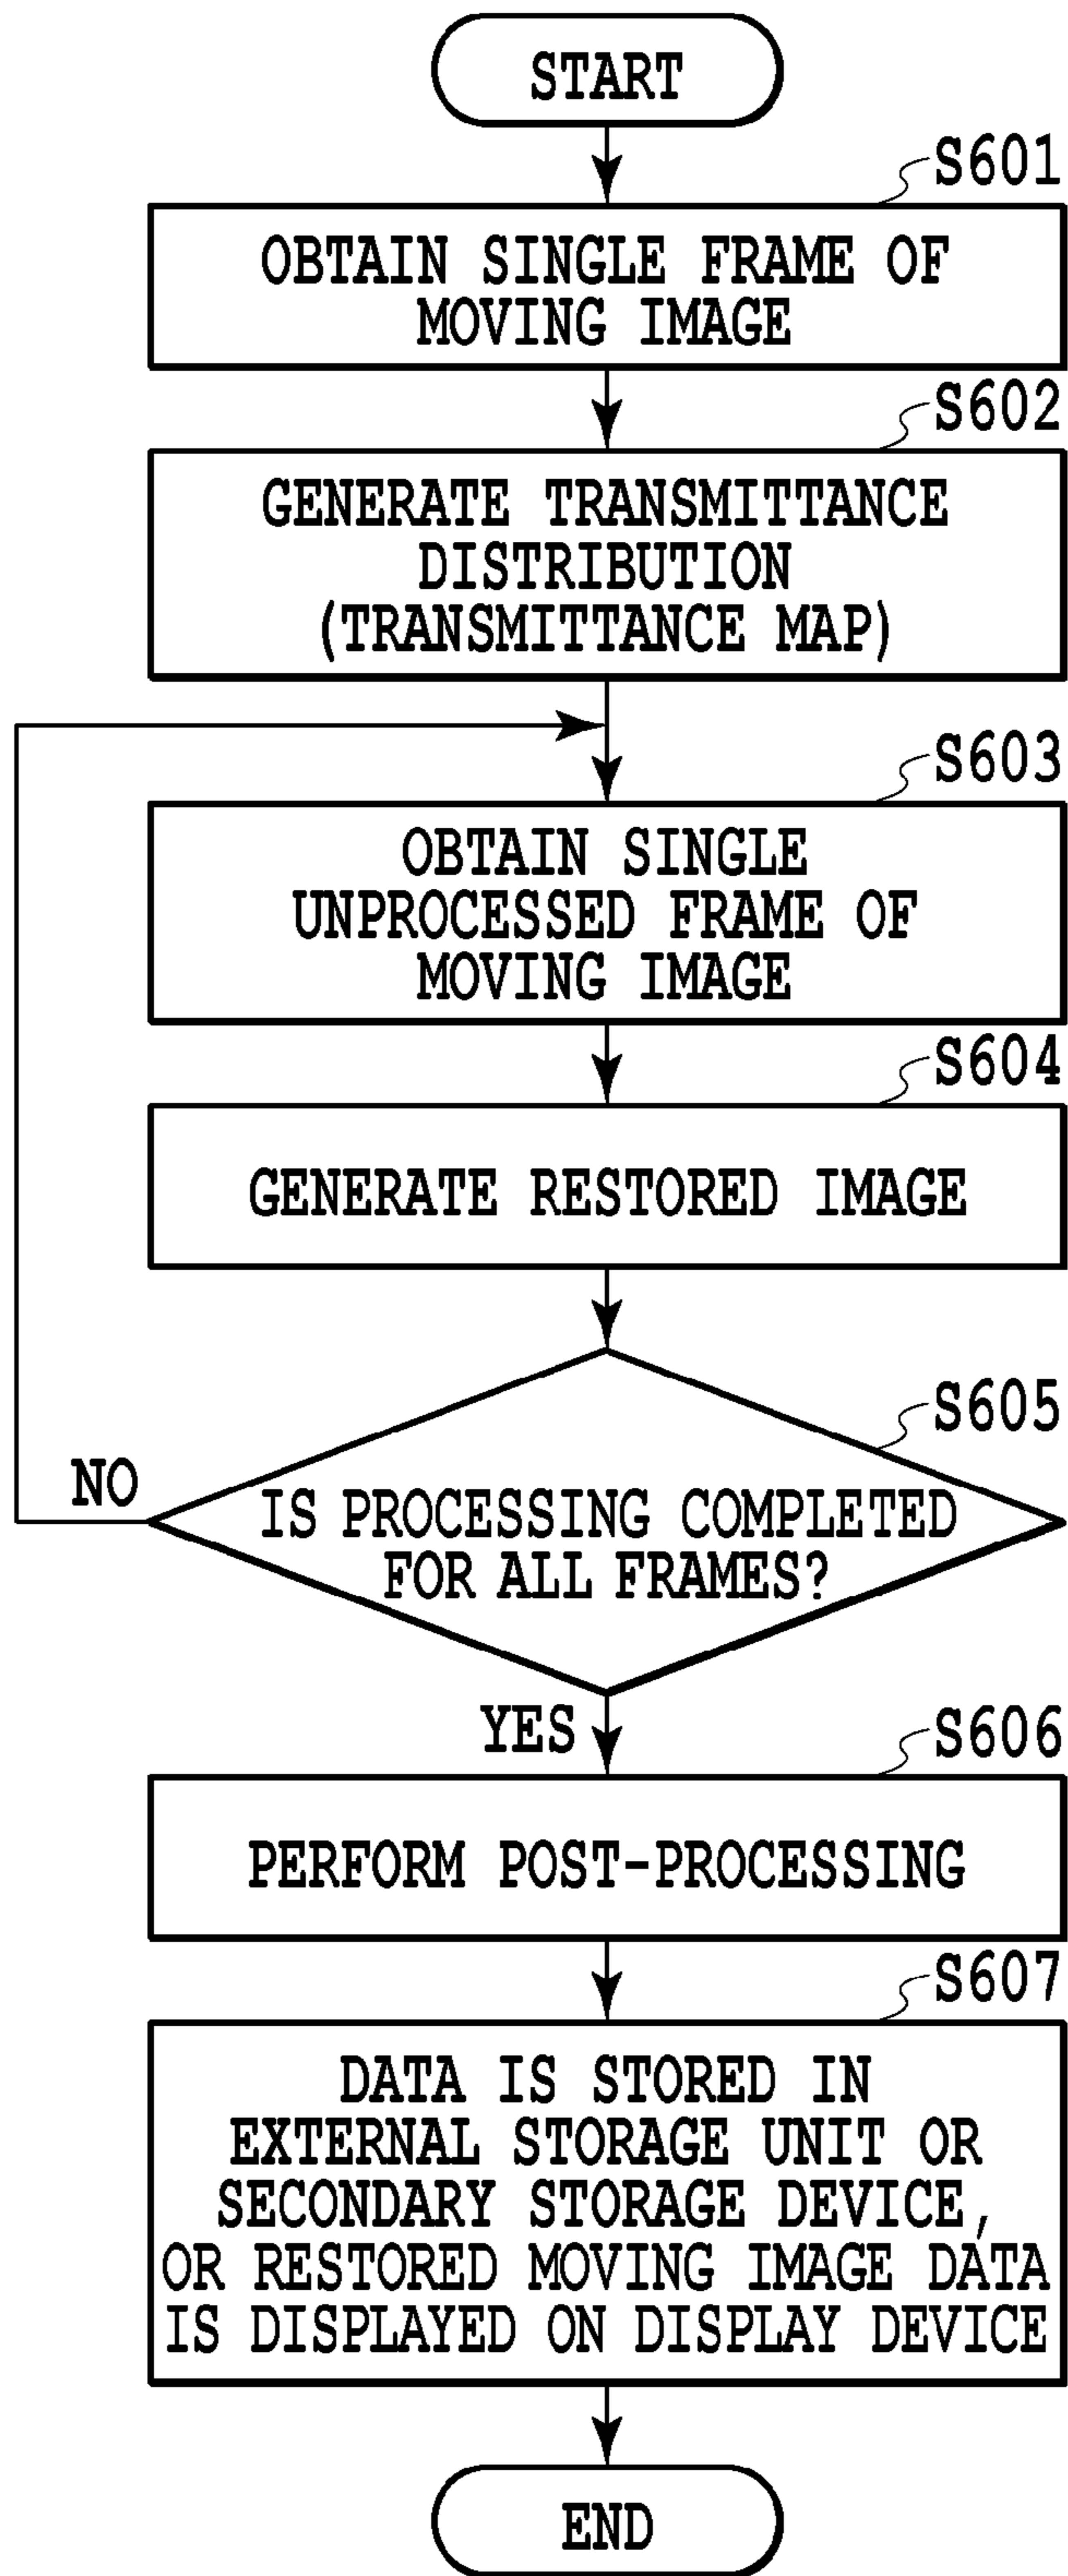 START
S601
OBTAIN SINGLE FRAME OF
MOVING IMAGE
S602
GENERATE TRANSMITTANCE
DISTRIBUTION
(TRANSMITTANCE MAP)
S603
OBTAIN SINGLE
UNPROCESSED FRAME OF
MOVING IMAGE
S604
GENERATE RESTORED IMAGE
S605
NO
IS PROCESSING COMPLETED
FOR ALL FRAMES?
YES
S606
PERFORM POST-PROCESSING
S607
DATA IS STORED IN
EXTERNAL STORAGE UNIT OR
SECONDARY STORAGE DEVICE,
OR RESTORED MOVING IMAGE DATA
IS DISPLAYED ON DISPLAY DEVICE
END